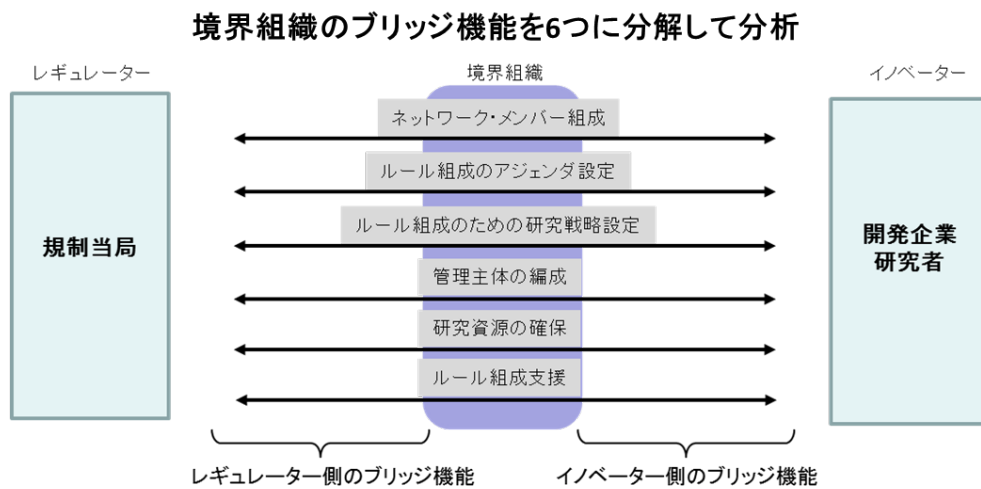 境界組織のブリッジ機能を6つに分解して分析
レギュレーター
境界組織
イノベーター
ネットワーク・メンバー組成
ルール組成のアジェンダ設定
ルール組成のための研究戦略設定
規制当局
開発企業
研究者
管理主体の編成
研究資源の確保
ルール組成支援
レギュレーター側のブリッジ機能
イノベーター側のブリッジ機能